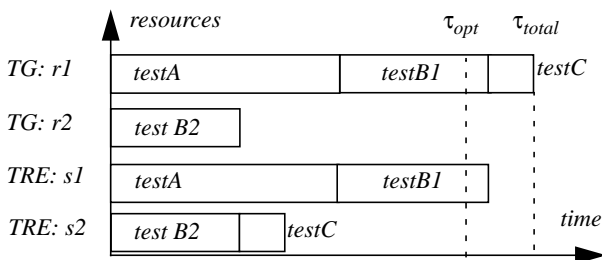 resources τopt τtotal
TG: r1 testA testB1 testC
TG: r2 test B2
TRE: s1 testA testB1
TRE: s2 test B2 testC time